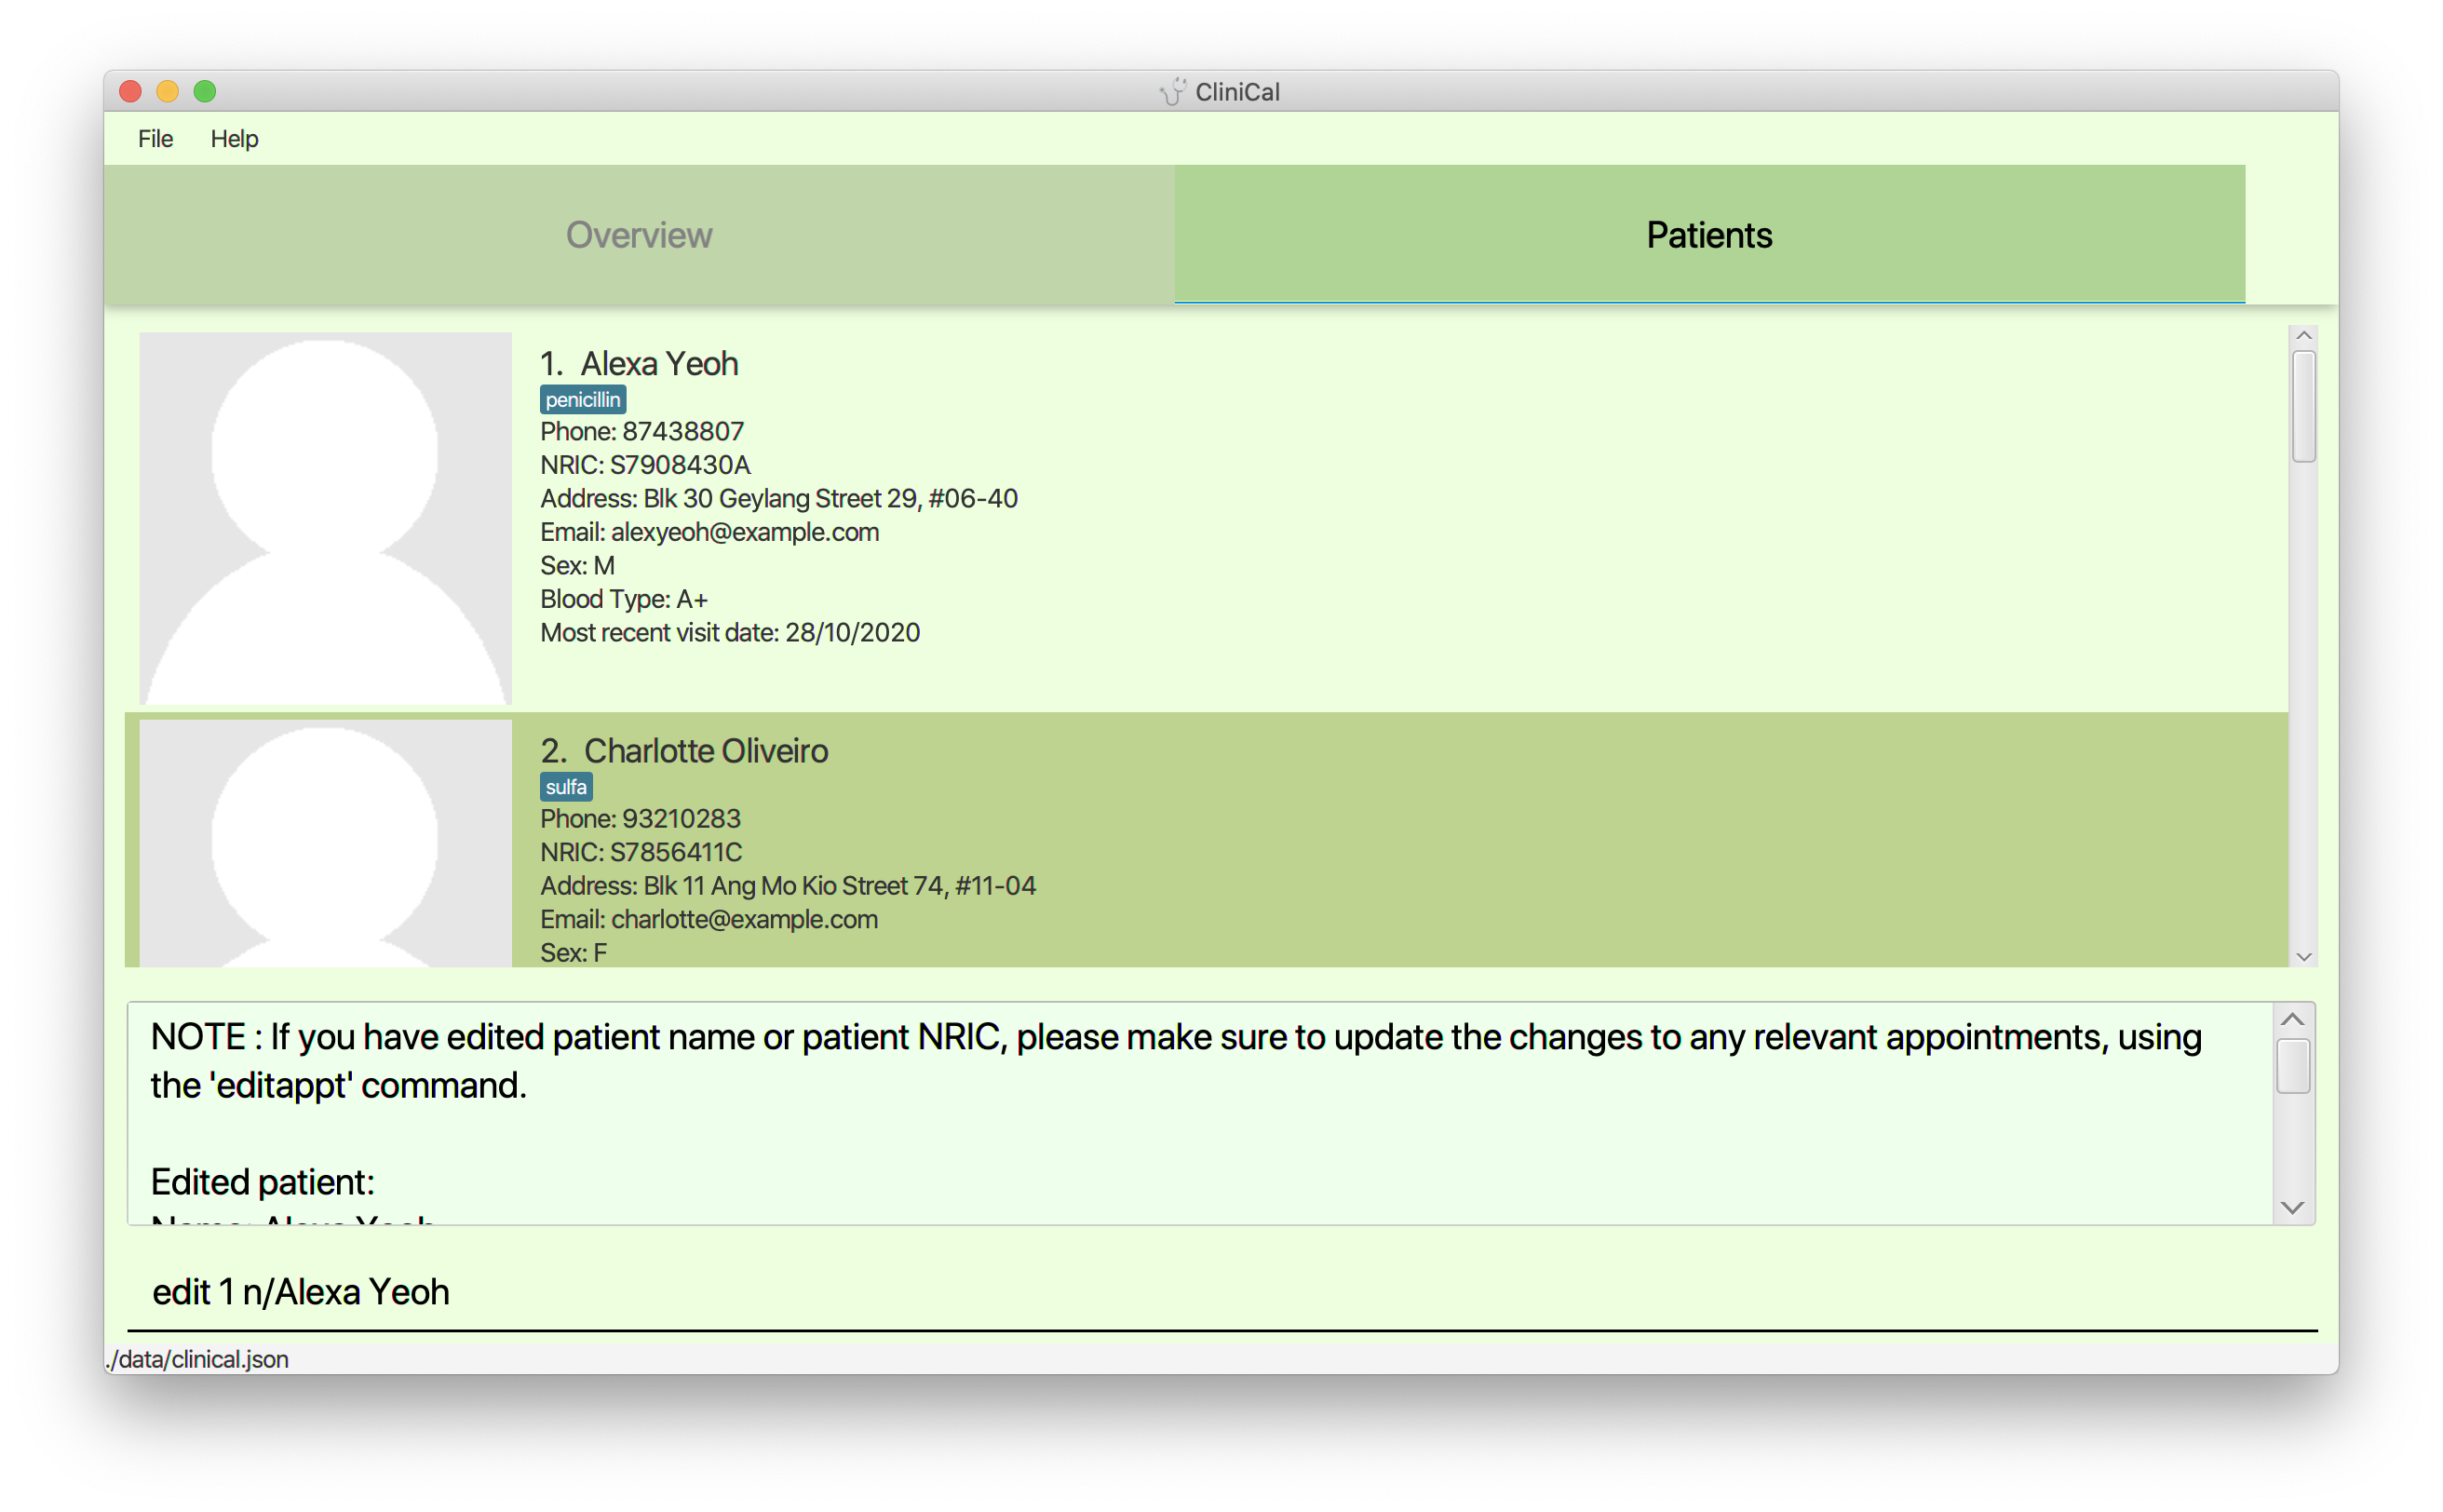 CliniCal
File Help
Overview Patients
1. Alexa Yeoh
penicillin
Phone: 87438807
NRIC: S7908430A
Address: Blk 30 Geylang Street 29, #06-40
Email: alexyeoh@example.com
Sex: M
Blood Type: A+
Most recent visit date: 28/10/2020
2. Charlotte Oliveiro
sulfa
Phone: 93210283
NRIC: S7856411C
Address: Blk 11 Ang Mo Kio Street 74, #11-04
Email: charlotte@example.com
Sex: F
NOTE : If you have edited patient name or patient NRIC, please make sure to update the changes to any relevant appointments, using
the 'editappt' command.
Edited patient:
Name: Alexa Yeoh
edit 1 n/Alexa Yeoh
./data/clinical.json